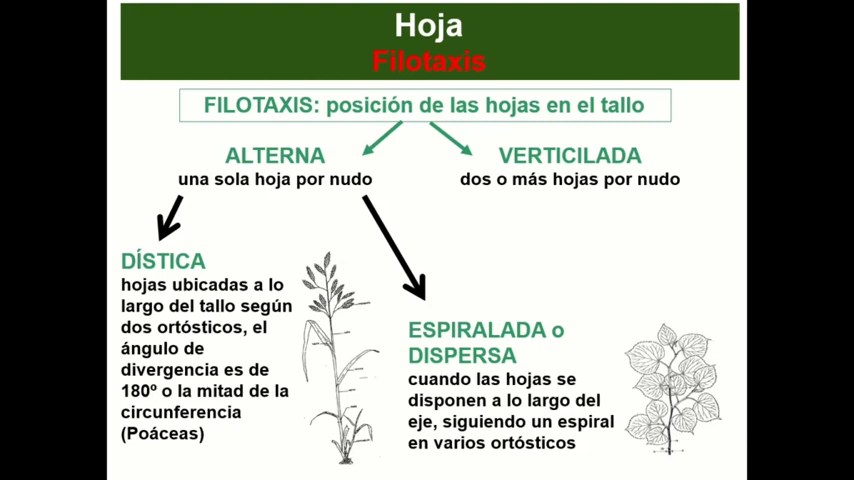 Hoja
Filotaxis
FILOTAXIS: posición de las hojas en el tallo
ALTERNA
una sola hoja por nudo
VERTICILADA
dos o más hojas por nudo
DÍSTICA
hojas ubicadas a lo
largo del tallo según
dos ortósticos, el
ángulo de
divergencia es de
180º o la mitad de la
circunferencia
(Poáceas)
ESPIRALADA o
DISPERSA
cuando las hojas se
disponen a lo largo del
eje, siguiendo un espiral
en varios ortósticos